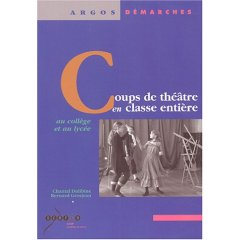 ARGOS DÉMARCHES
Coups de théâtre
en classe entière
au collège
et au lycée
Chantal Dulibine
Bernard Grosjean